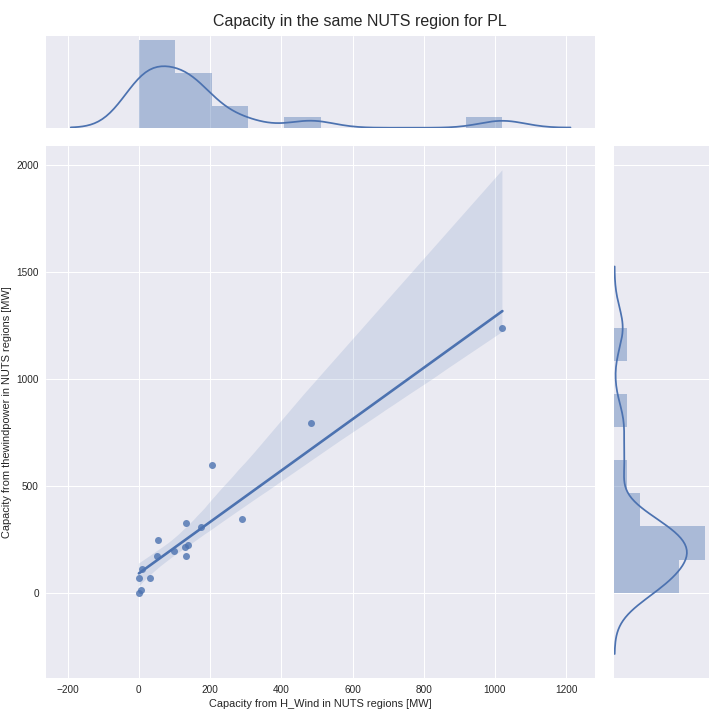 Capacity in the same NUTS region for PL
2000
1500
1000
500
0
Capacity from thewindpower in NUTS regions [MW]
−200 0 200 400 600 800 1000 1200
Capacity from H_Wind in NUTS regions [MW]